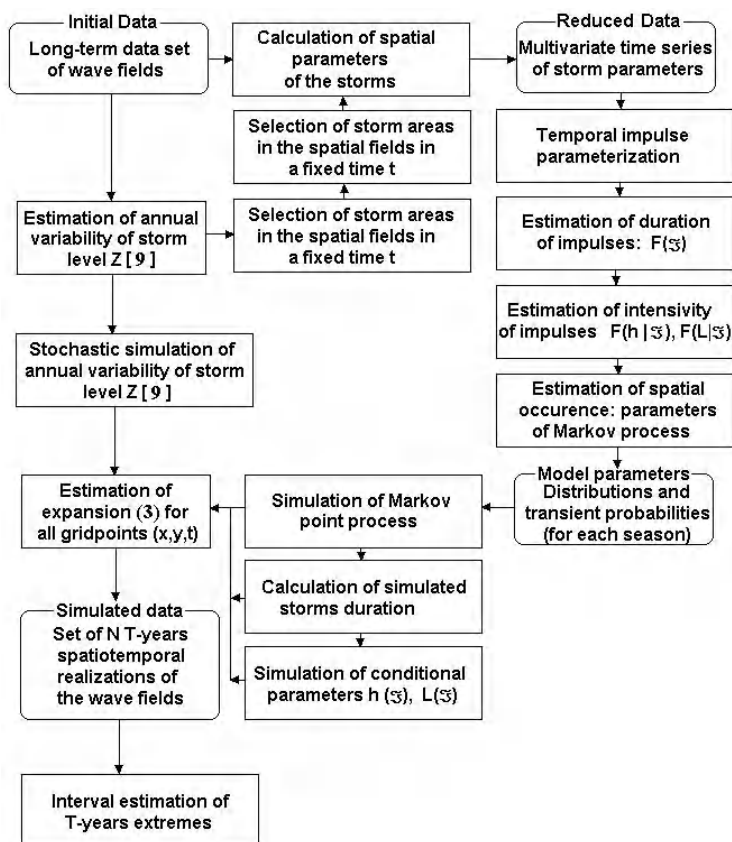 Initial Data
Long-term data set
of wave fields
Calculation of spatial
parameters
of the storms
Reduced Data
Multivariate time series
of storm parameters
Selection of storm areas
in the spatial fields in
a fixed time t
Temporal impulse
parameterization
Estimation of annual
variability of storm
level Z [ 9 ]
Selection of storm areas
in the spatial fields in
a fixed time t
Estimation of duration
of impulses: F(ℑ)
Estimation of intensivity
of impulses F(h | ℑ), F(L|ℑ)
Stochastic simulation of
annual variability of storm
level Z [ 9 ]
Estimation of spatial
occurence: parameters
of Markov process
Estimation of
expansion (3) for
all gridpoints (x,y,t)
Simulation of Markov
point process
Model parameters
Distributions and
transient probabilities
(for each season)
Calculation of simulated
storms duration
Simulated data
Set of N T-years
spatiotemporal
realizations of
the wave fields
Simulation of conditional
parameters h (ℑ), L(ℑ)
Interval estimation of
T-years extremes